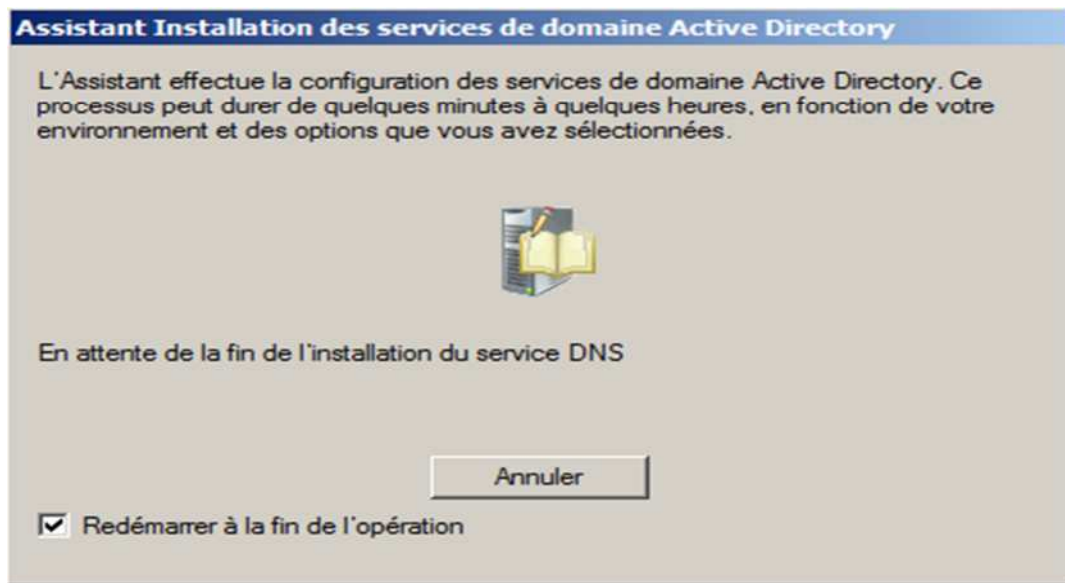 Assistant Installation des services de domaine Active Directory
L'Assistant effectue la configuration des services de domaine Active Directory. Ce
processus peut durer de quelques minutes à quelques heures, en fonction de votre
environnement et des options que vous avez sélectionnées.
En attente de la fin de l'installation du service DNS
Annuler
Redémarrer à la fin de l'opération